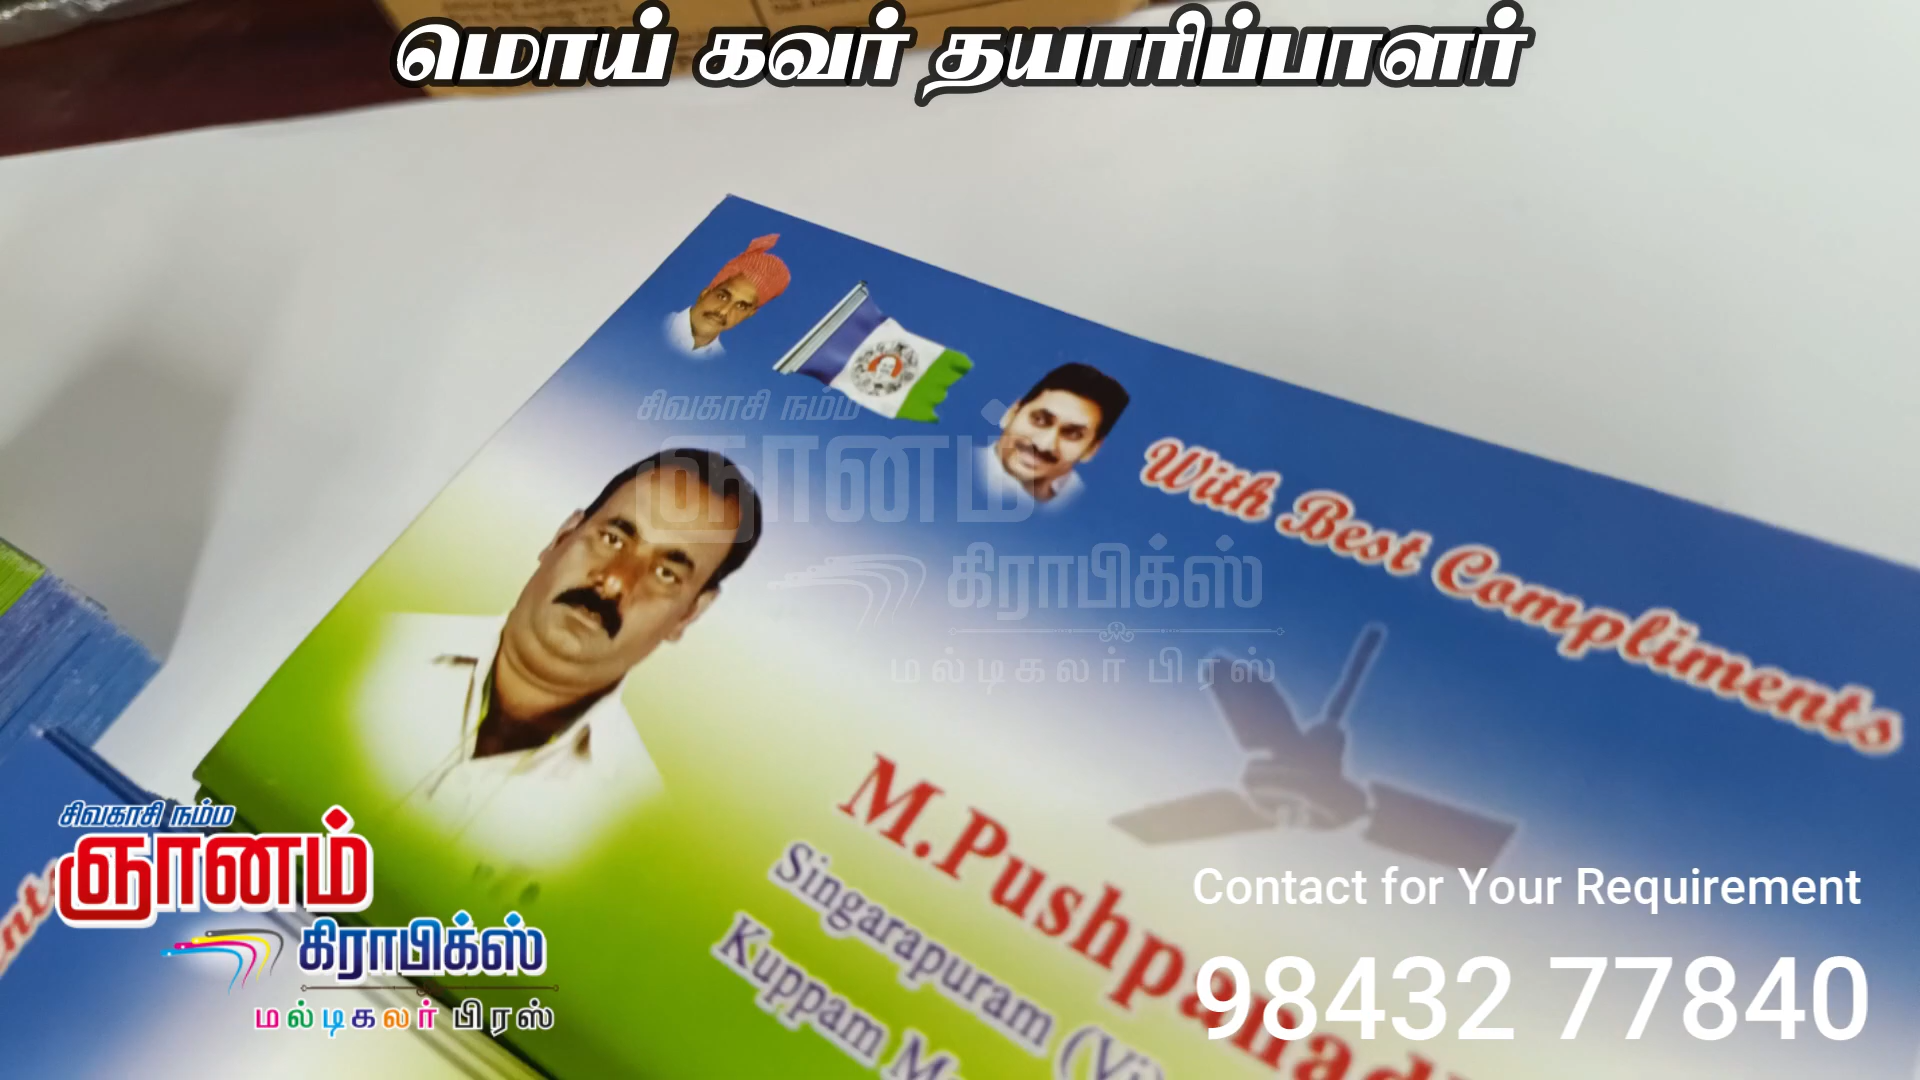 மொய் கவர் தயாரிப்பாளர்
With Best Compliments
சிவகாசி நம்ம
ஞானம்
கிராபிக்ஸ்
மல்டிகலர் பிரஸ்
Singarapuram
Kuppam
சிவகாசி நம்ம
ஞானம்
கிராபிக்ஸ்
மல்டிகலர் பிரஸ்
Contact for Your Requirement
98432 77840